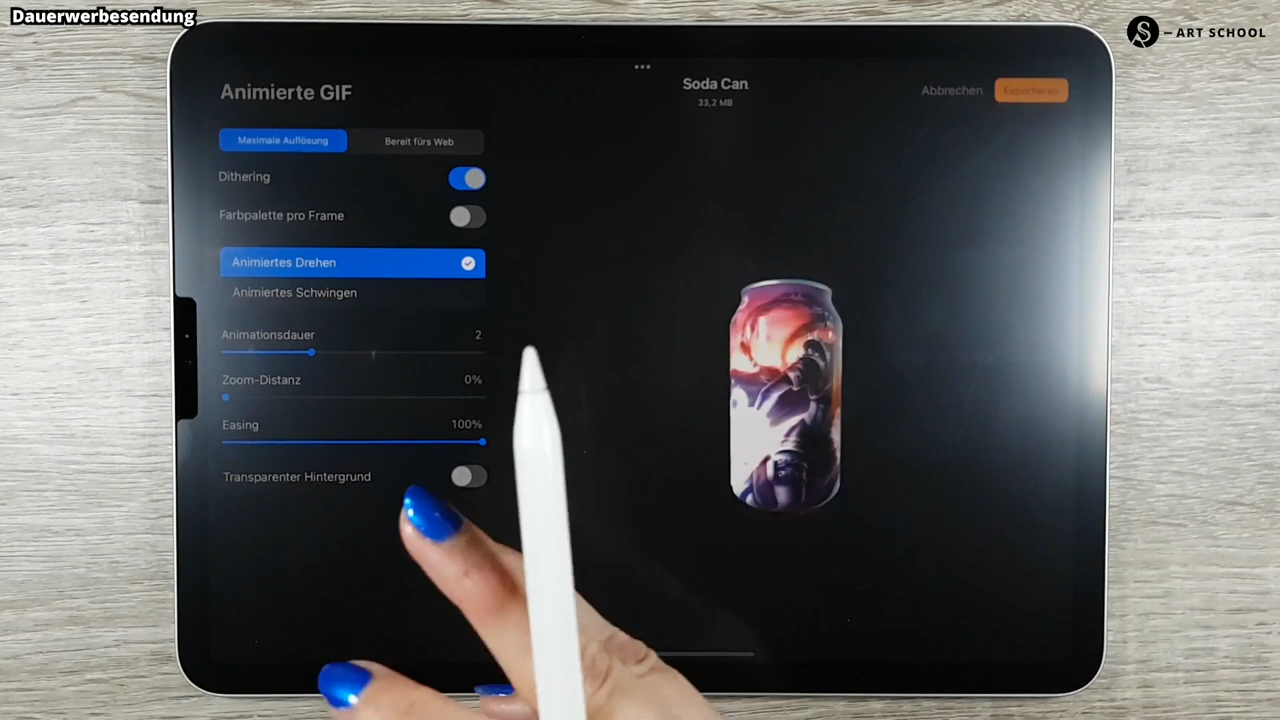 Dauerwerbesendung
– ART SCHOOL
Animierte GIF
Soda Can
33,2 MB
Abbrechen
Exportieren
Maximale Auflösung
Bereit fürs Web
Dithering
Farbpalette pro Frame
Animiertes Drehen
Animiertes Schwingen
Animationsdauer 2
Zoom-Distanz 0%
Easing 100%
Transparenter Hintergrund